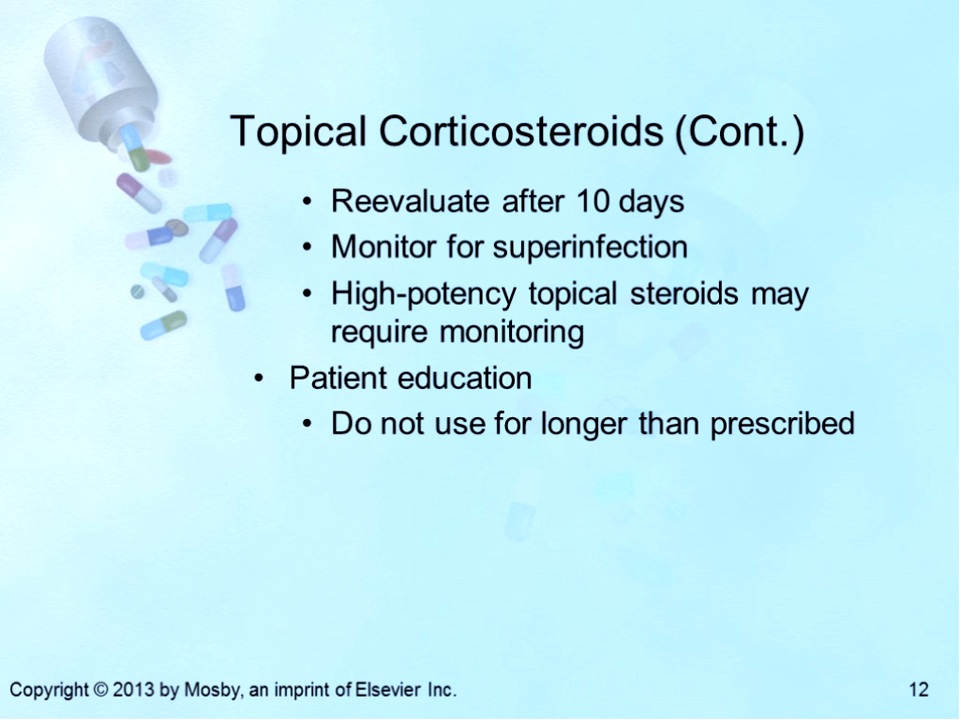 Topical Corticosteroids (Cont.)
• Reevaluate after 10 days
• Monitor for superinfection
• High-potency topical steroids may
require monitoring
• Patient education
• Do not use for longer than prescribed
Copyright © 2013 by Mosby, an imprint of Elsevier Inc.
12